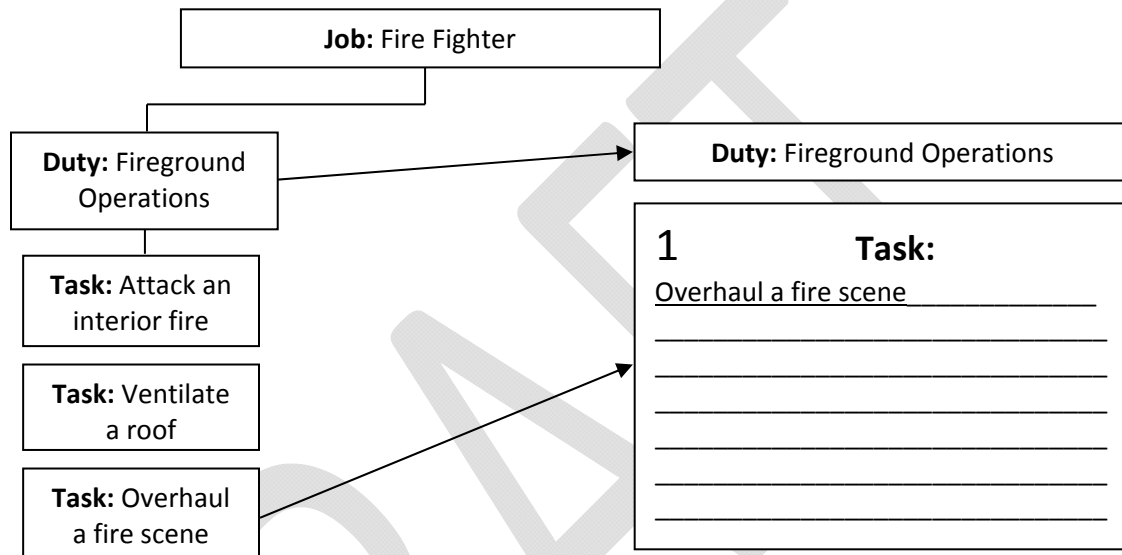 Job: Fire Fighter
Duty: Fireground
Operations
Duty: Fireground Operations
Task: Attack an
interior fire
Task: Ventilate
a roof
Task: Overhaul
a fire scene
1 Task:
Overhaul a fire scene
DRAFT